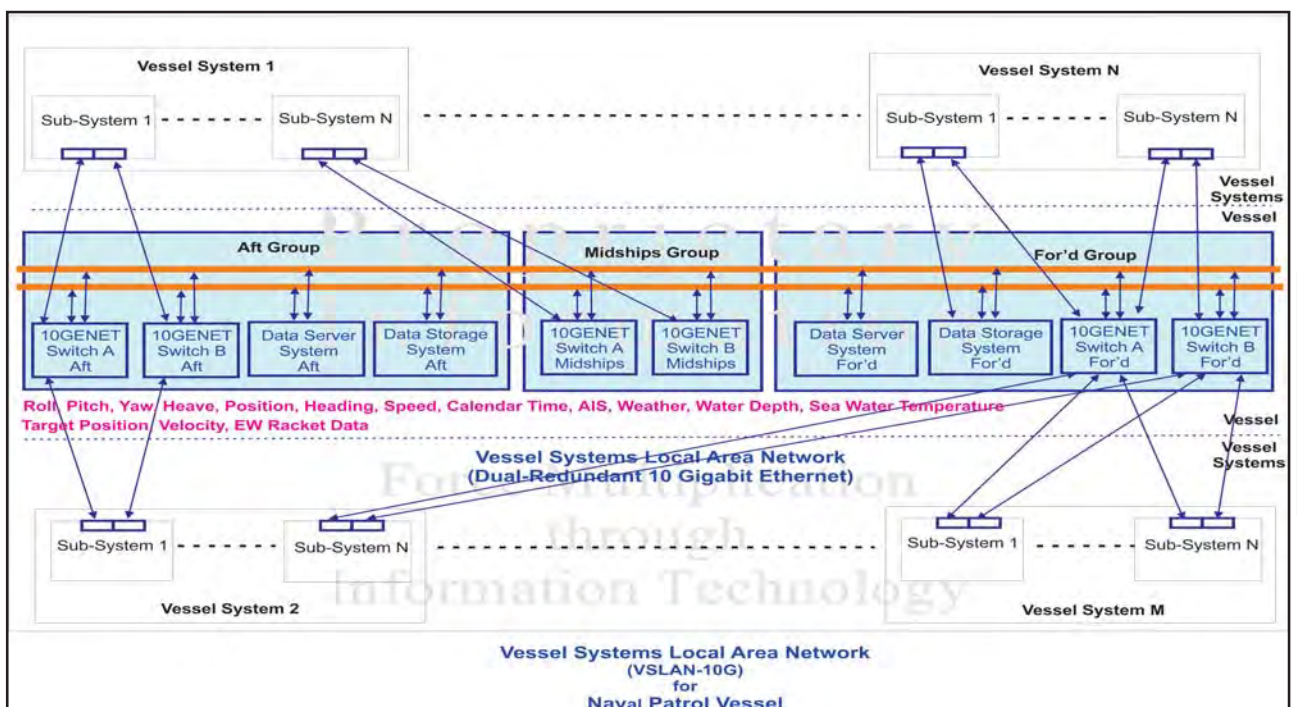 Vessel System 1
Vessel System N
Sub-System 1
Sub-System N
Sub-System 1
Sub-System N
Vessel
Systems
Vessel
Proprietary
Aft Group
Midships Group
For'd Group
10GENET
Switch A
Aft
10GENET
Switch B
Aft
Data Server
System
Aft
Data Storage
System
Aft
10GENET
Switch A
Midships
10GENET
Switch B
Midships
Data Server
System
For'd
Data Storage
System
For'd
10GENET
Switch A
For'd
10GENET
Switch B
For'd
Roll, Pitch, Yaw, Heave, Position, Heading, Speed, Calendar Time, AIS, Weather, Water Depth, Sea Water Temperature
Target Position, Velocity, EW Racket Data
Vessel
Vessel
Systems
Vessel Systems Local Area Network
(Dual-Redundant 10 Gigabit Ethernet)
Force Multiplication
through
Information Technology
Sub-System 1
Sub-System N
Sub-System 1
Sub-System N
Vessel System 2
Vessel System M
Vessel Systems Local Area Network
(VSLAN-10G)
for
Naval Patrol Vessel